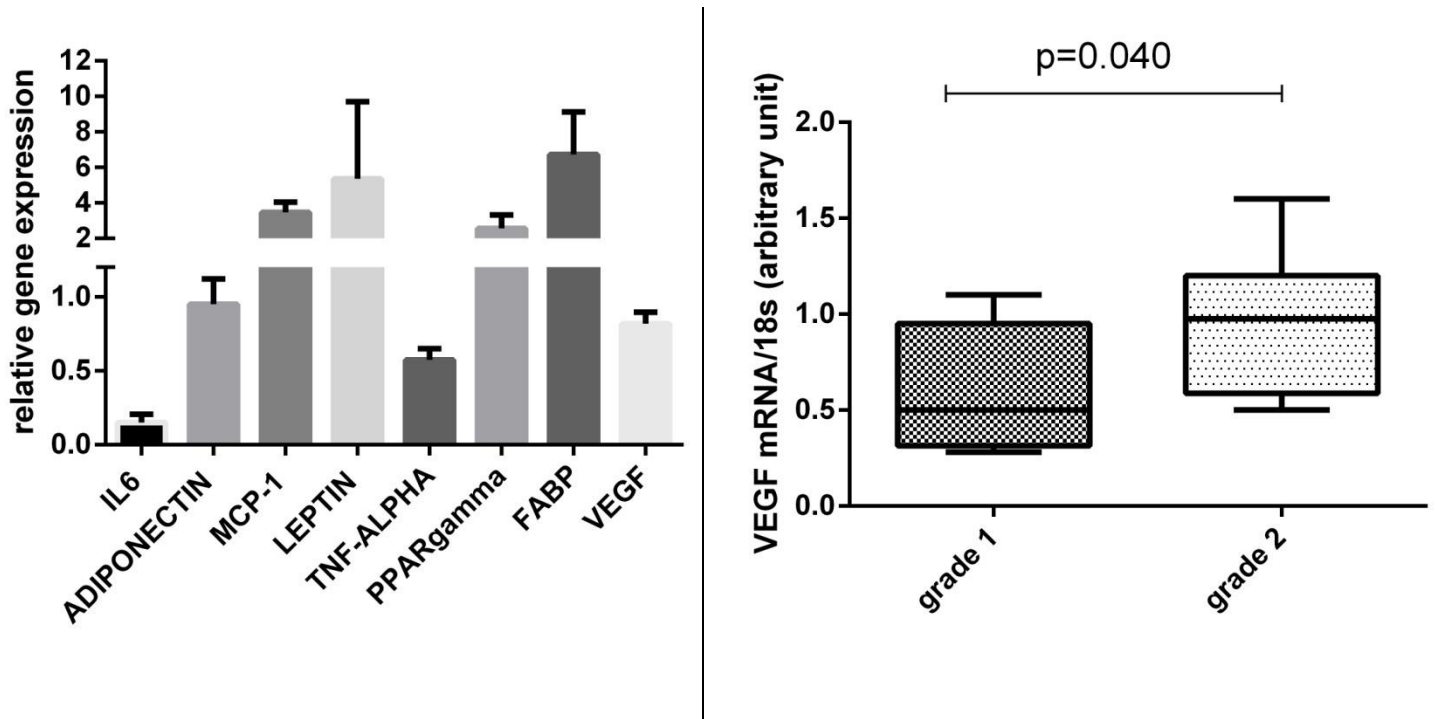 relative gene expression
12
10
8
6
4
2
1.0
0.5
0.0
IL6
ADIPONECTIN
MCP-1
LEPTIN
TNF-ALPHA
PPARgamma
FABP
VEGF
p=0.040
VEGF mRNA/18s (arbitrary unit)
2.0
1.5
1.0
0.5
0.0
grade 1
grade 2